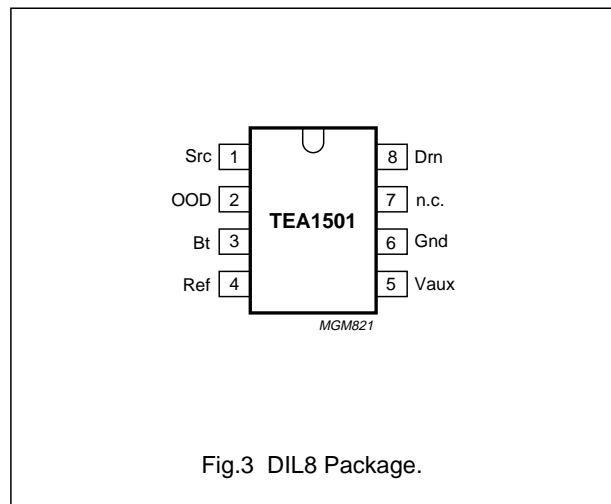 Src 1 8 Drn
OOD 2 7 n.c.
TEA1501
Bt 3 6 Gnd
Ref 4 5 Vaux
MGM821
Fig.3 DIL8 Package.